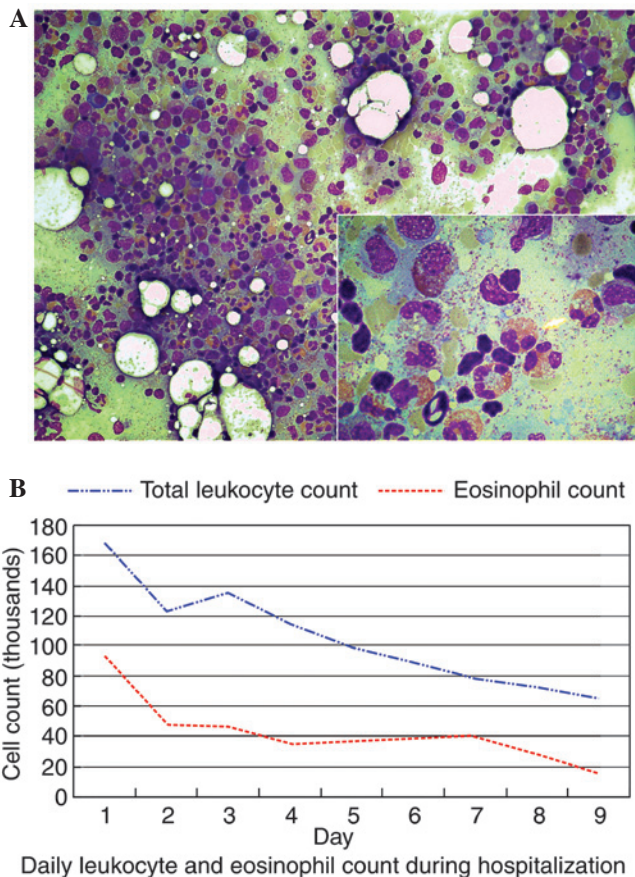 A
B
Total leukocyte count Eosinophil count
Cell count (thousands)
180
160
140
120
100
80
60
40
20
0
1 2 3 4 5 6 7 8 9
Day
Daily leukocyte and eosinophil count during hospitalization